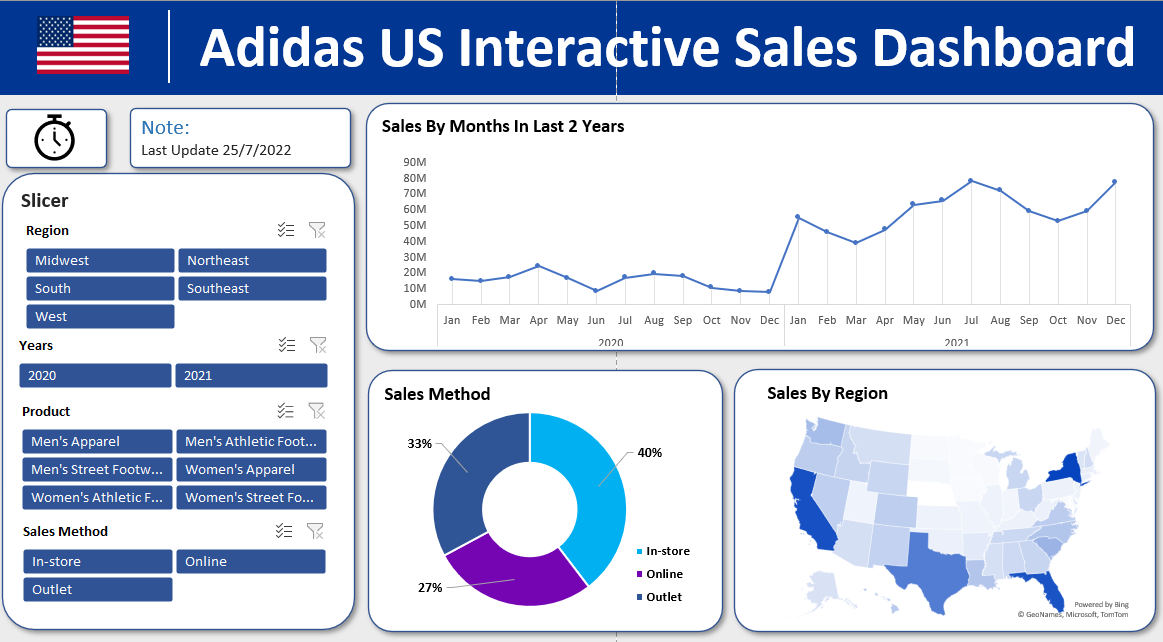 Adidas US Interactive Sales Dashboard
Note:
Last Update 25/7/2022
Slicer
Region
Midwest
Northeast
South
Southeast
West
Years
2020
2021
Product
Men's Apparel
Men's Athletic Foot...
Men's Street Footw...
Women's Apparel
Women's Athletic F...
Women's Street Fo...
Sales Method
In-store
Online
Outlet
Sales By Months In Last 2 Years
90M
80M
70M
60M
50M
40M
30M
20M
10M
0M
Jan Feb Mar Apr May Jun Jul Aug Sep Oct Nov Dec Jan Feb Mar Apr May Jun Jul Aug Sep Oct Nov Dec
2020 2021
Sales Method
33%
40%
27%
In-store
Online
Outlet
Sales By Region
Powered by Bing
© GeoNames, Microsoft, TomTom